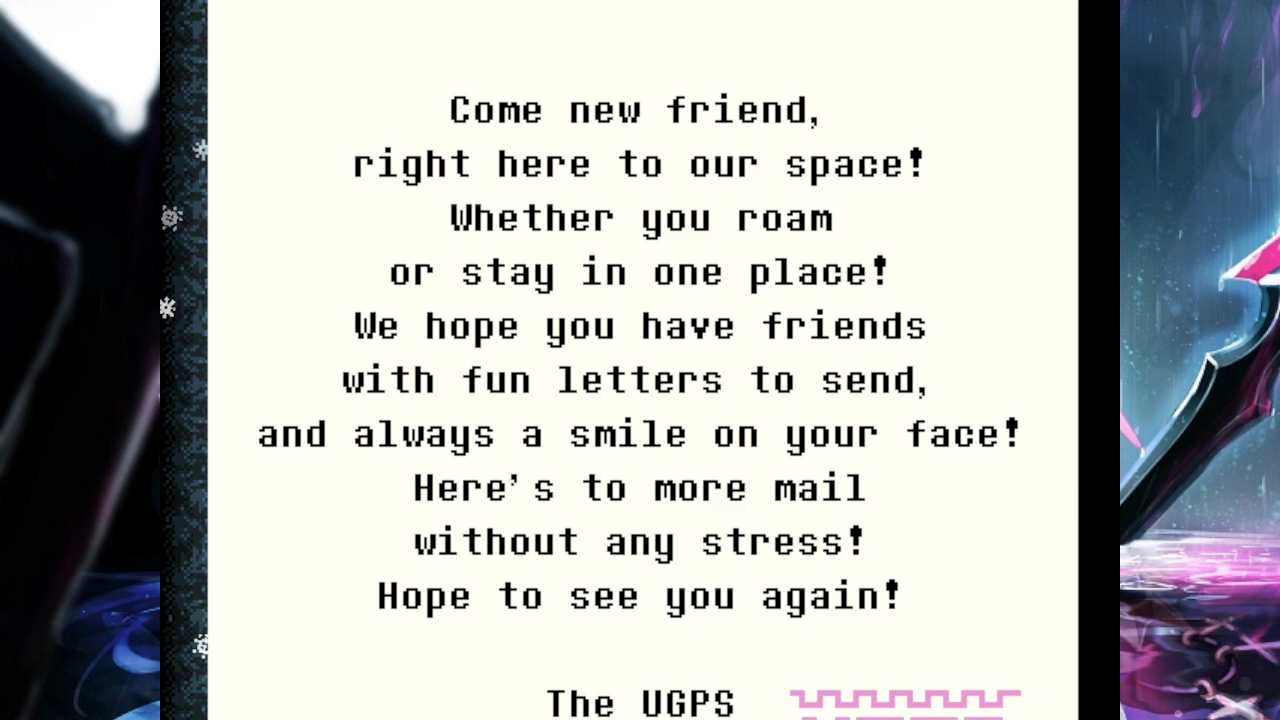 Come new friend,
right here to our space!
Whether you roam
or stay in one place!
We hope you have friends
with fun letters to send,
and always a smile on your face!
Here's to more mail
without any stress!
Hope to see you again!
The UGPS